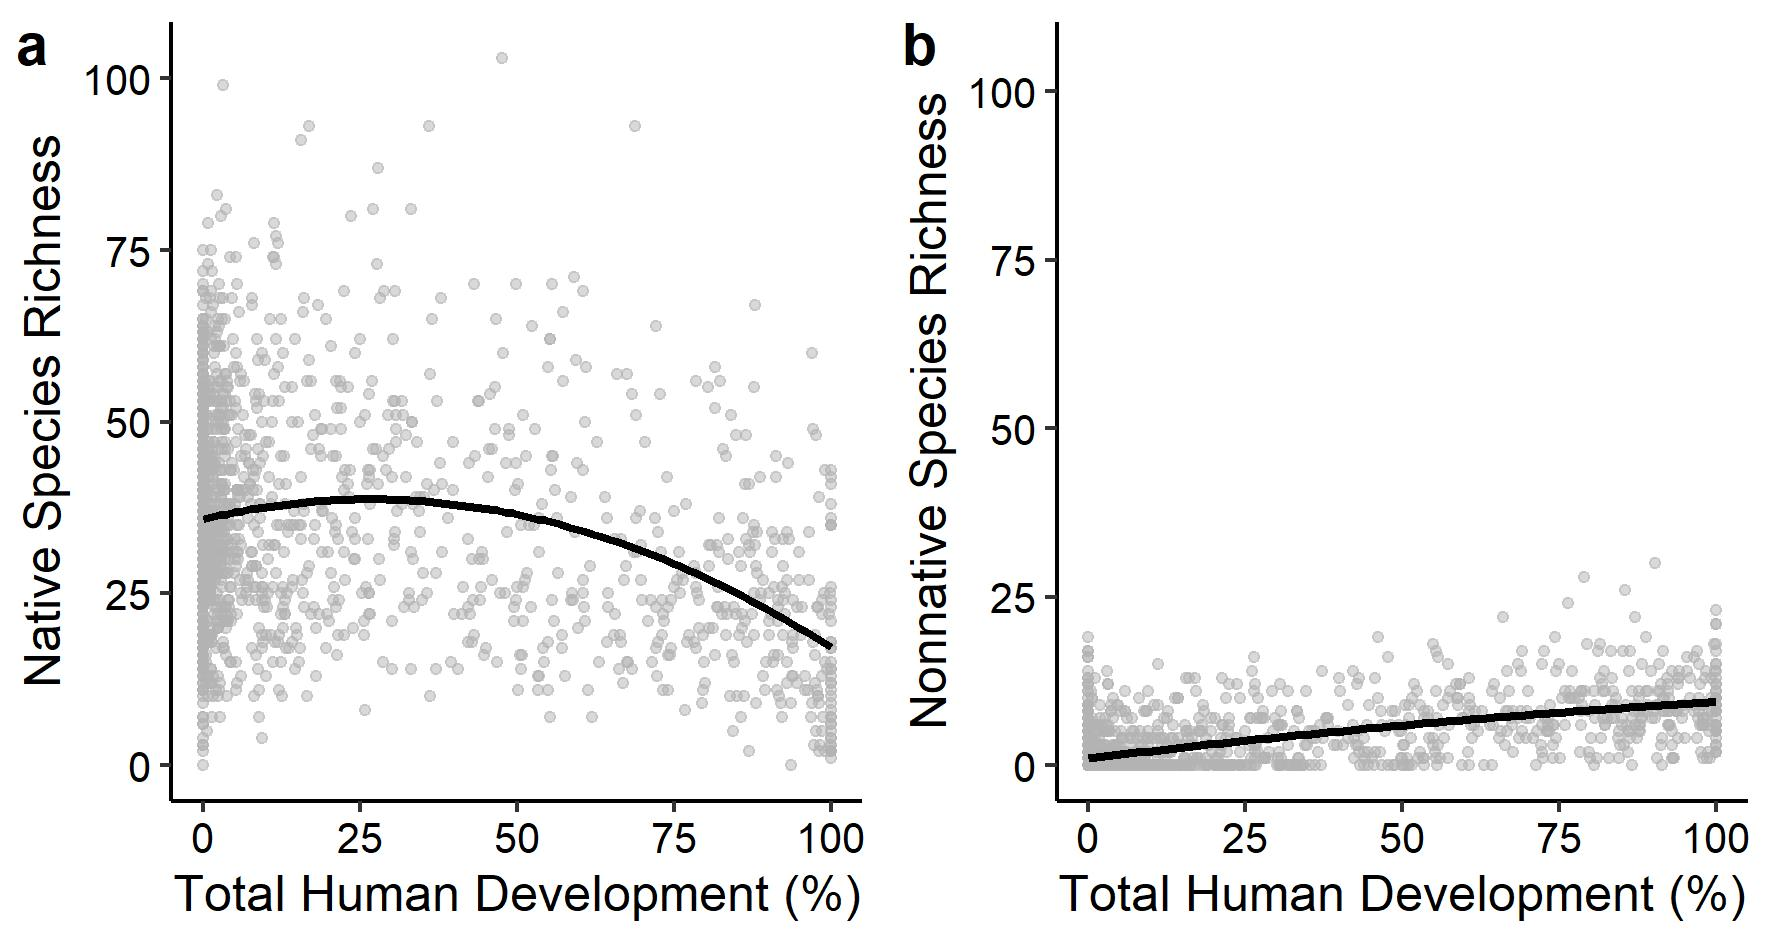 a
Native Species Richness
100
75
50
25
0
0 25 50 75 100
Total Human Development (%)
b
Nonnative Species Richness
100
75
50
25
0
0 25 50 75 100
Total Human Development (%)